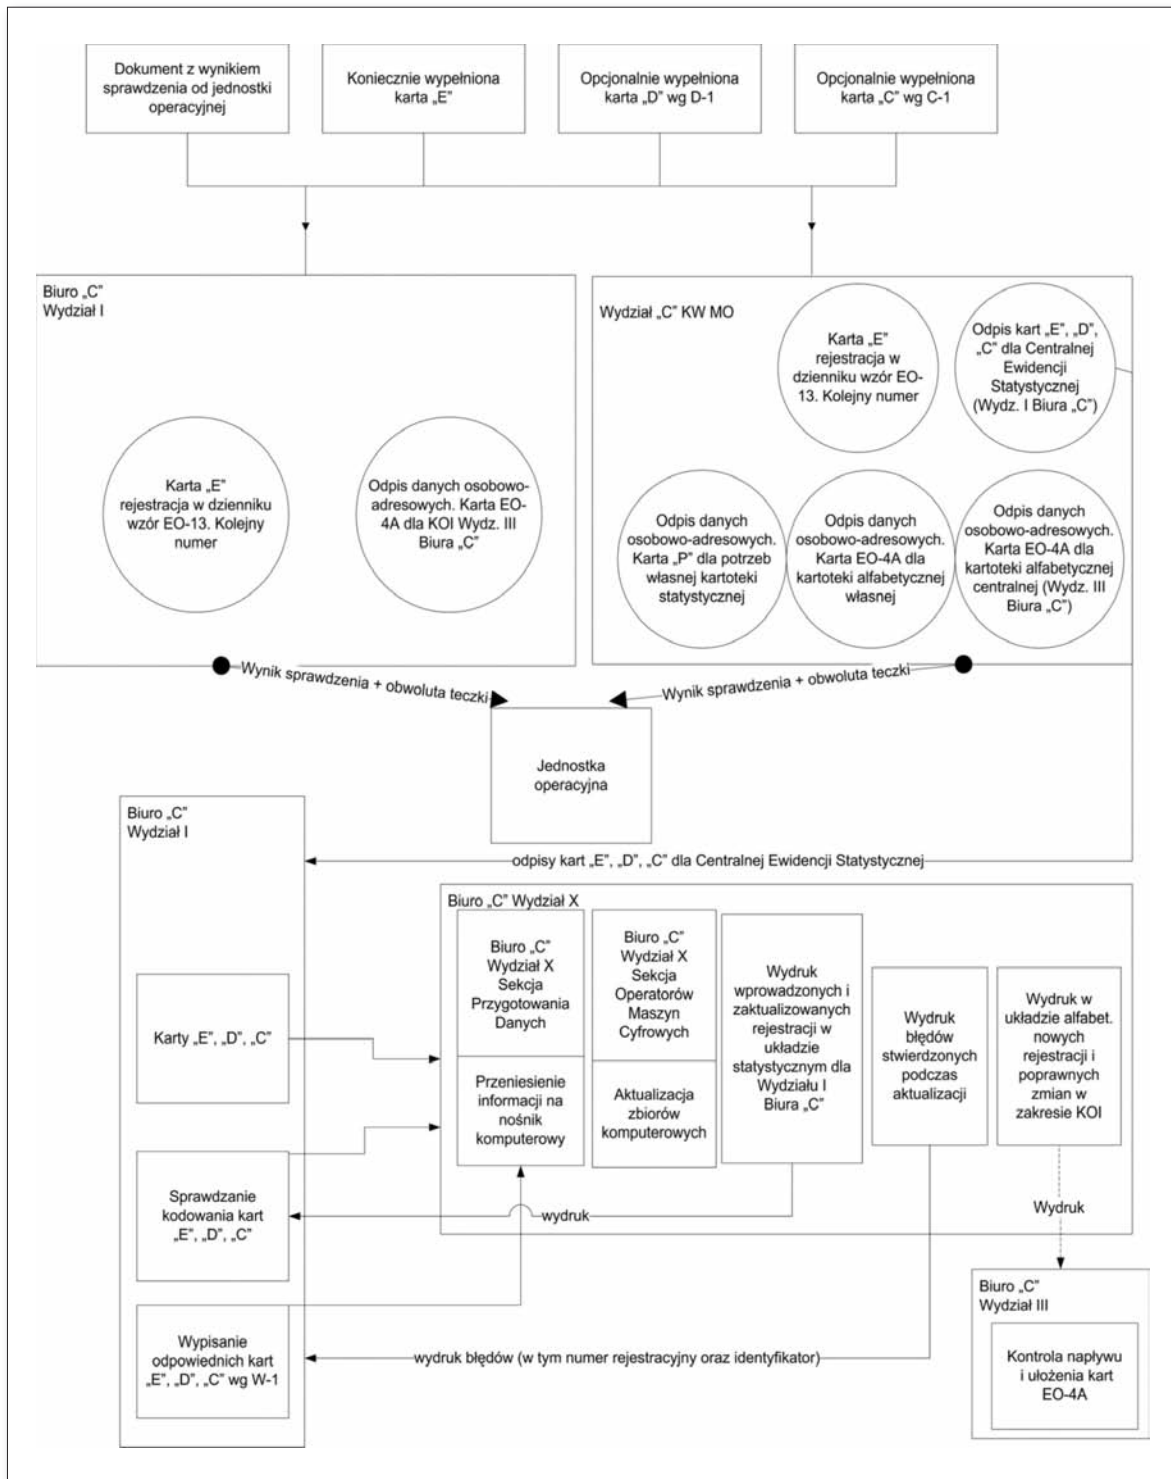 Dokument z wynikiem
sprawdzenia od jednostki
operacyjnej
Koniecznie wypełniona
karta „E”
Opcjonalnie wypełniona
karta „D” wg D-1
Opcjonalnie wypełniona
karta „C” wg C-1
Biuro „C”
Wydział I
Karta „E”
rejestracja w dzienniku
wzór EO-13. Kolejny
numer
Odpis danych osobowo-
adresowych. Karta EO-
4A dla KOI Wydz. III
Biura „C”
Wydział „C” KW MO
Karta „E”
rejestracja w
dzienniku wzór EO-
13. Kolejny numer
Odpis kart „E”, „D”,
„C” dla Centralnej
Ewidencji
Statystycznej
(Wydz. I Biura „C”)
Odpis danych
osobowo-adresowych.
Karta „P” dla potrzeb
własnej kartoteki
statystycznej
Odpis danych
osobowo-adresowych.
Karta EO-4A dla
kartoteki alfabetycznej
własnej
Odpis danych
osobowo-adresowych.
Karta EO-4A dla
kartoteki alfabetycznej
centralnej (Wydz. III
Biura „C”)
Wynik sprawdzenia + obwoluta teczki
Wynik sprawdzenia + obwoluta teczki
Jednostka
operacyjna
Biuro „C”
Wydział I
odpisy kart „E”, „D”, „C” dla Centralnej Ewidencji Statystycznej
Karty „E”, „D”, „C”
Sprawdzanie
kodowania kart
„E”, „D”, „C”
Wypisanie
odpowiednich kart
„E”, „D”, „C” wg W-1
Biuro „C” Wydział X
Biuro „C”
Wydział X
Sekcja
Przygotowania
Danych
Przeniesienie
informacji na
nośnik
komputerowy
Biuro „C”
Wydział X
Sekcja
Operatorów
Maszyn
Cyfrowych
Aktualizacja
zbiorów
komputerowych
Wydruk
wprowadzonych i
zaktualizowanych
rejestracji w
układzie
statystycznym dla
Wydziału I
Biura „C”
Wydruk
błędów
stwierdzonych
podczas
aktualizacji
Wydruk w
układzie alfabet.
nowych
rejestracji i
poprawnych
zmian w
zakresie KOI
wydruk
Wydruk
wydruk błędów (w tym numer rejestracyjny oraz identyfikator)
Biuro „C”
Wydział III
Kontrola napływu
i ułożenia kart
EO-4A